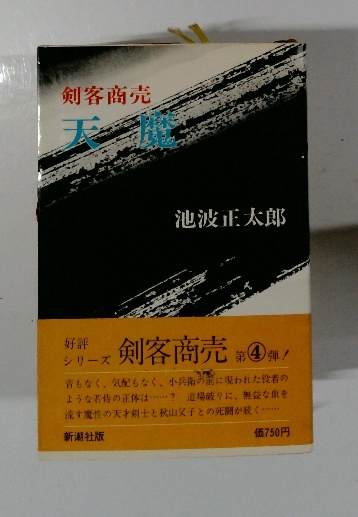 剣客商売
天魔
池波正太郎
好評
シリーズ 剣客商売 第④弾!
音もなく、気配もなく、小兵衛の前に現われた役者の
ような若侍の正体は……? 道場破りに、無益な血を
流す魔性の天才剣士と秋山父子との死闘が続く……
新潮社版 価750円